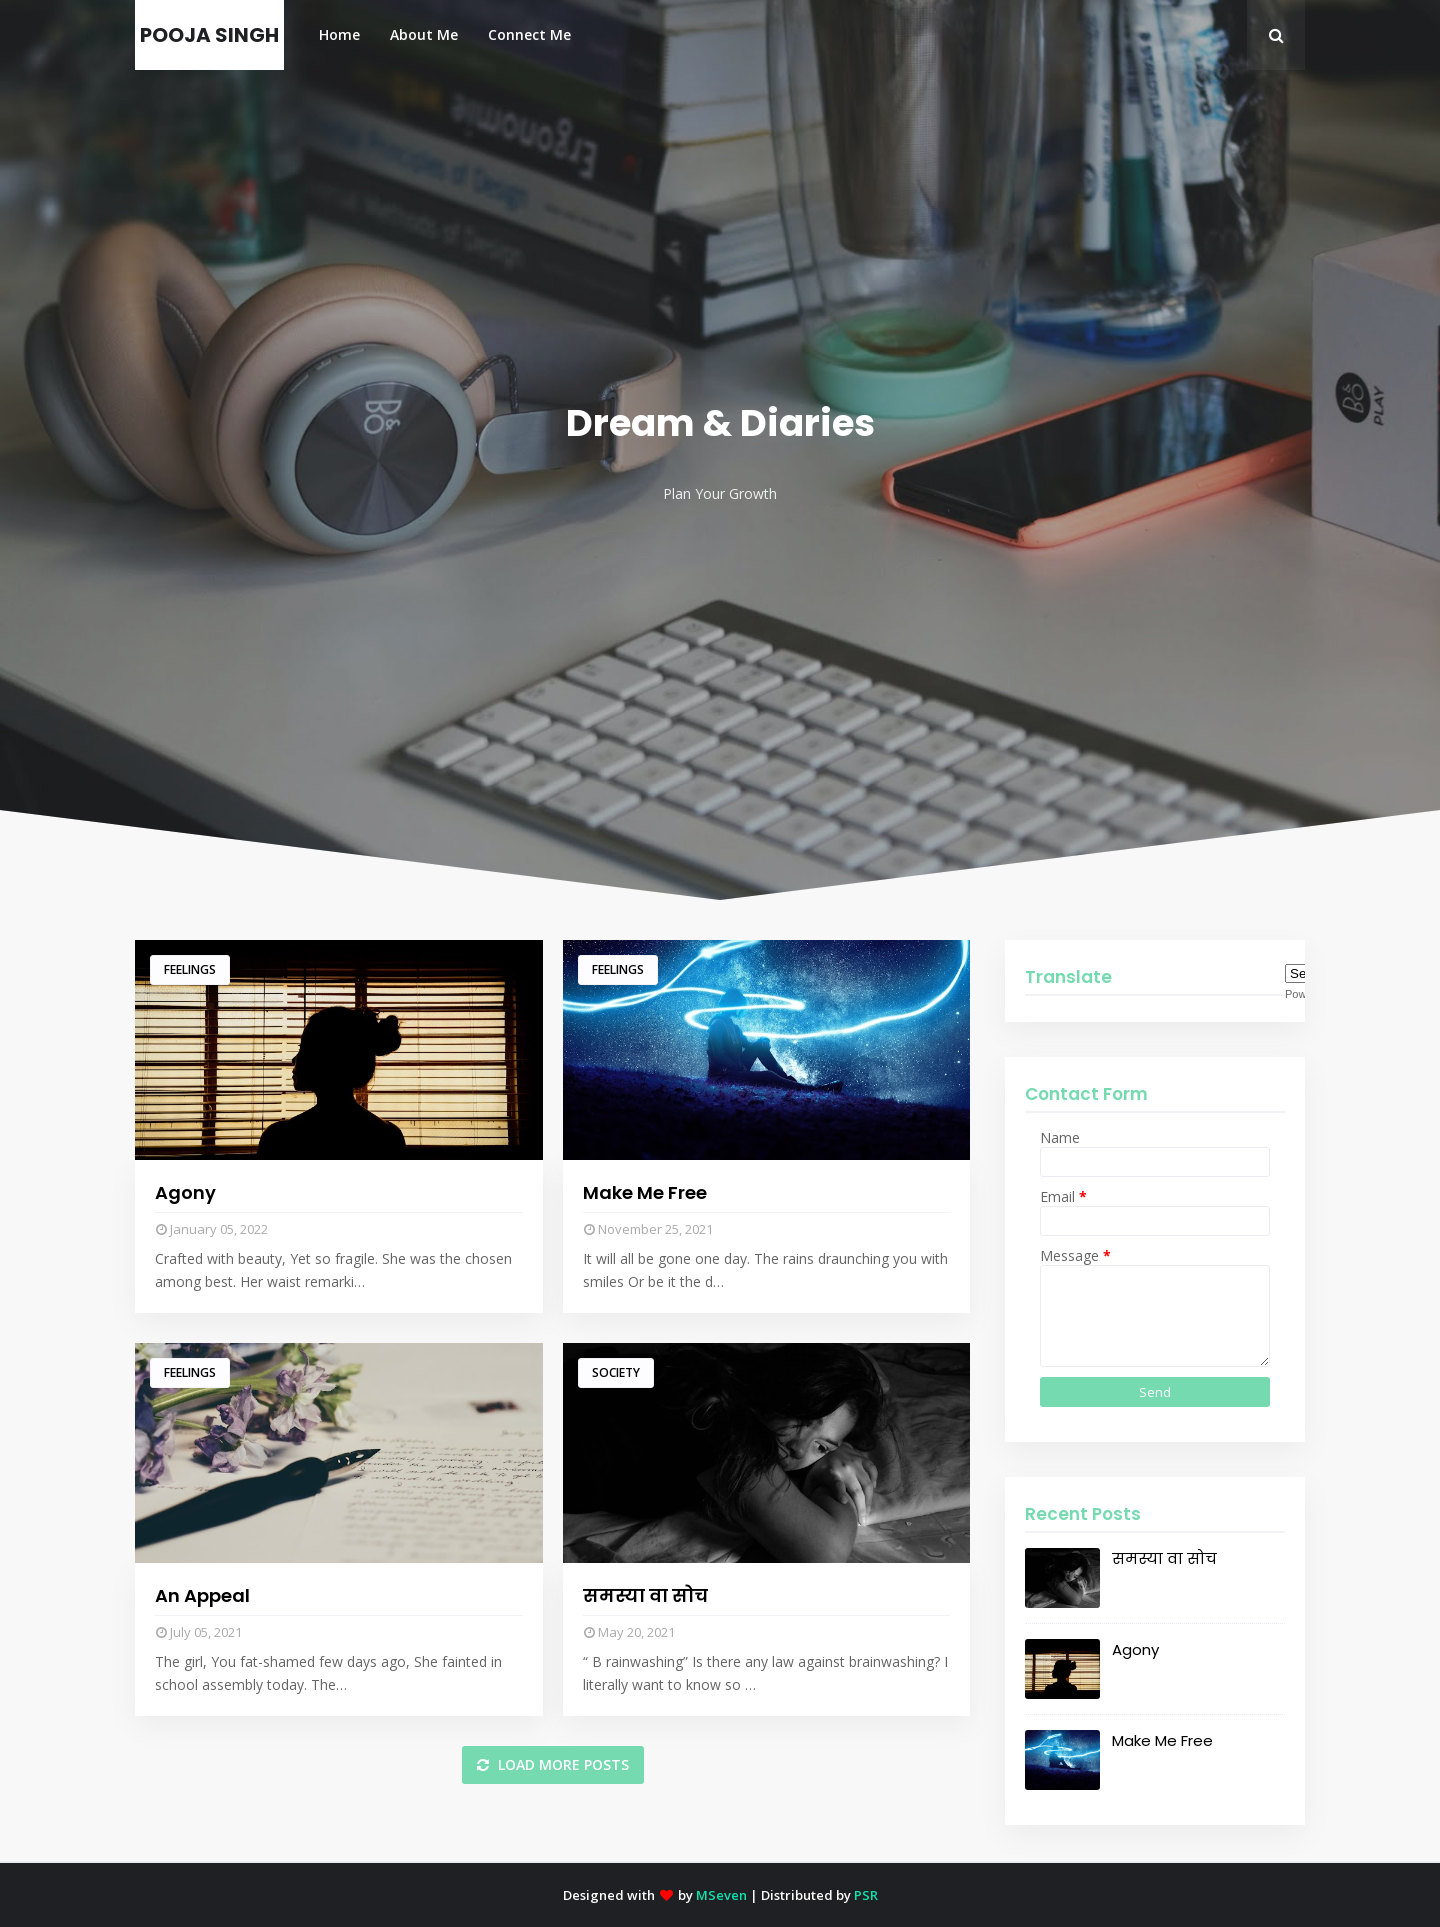 POOJA SINGH
Home
About Me
Connect Me
Ergonomie
B&O
B&O
PLAY
Dream & Diaries
Plan Your Growth
FEELINGS
Agony
January 05, 2022
Crafted with beauty, Yet so fragile. She was the chosen
among best. Her waist remarki…
FEELINGS
Make Me Free
November 25, 2021
It will all be gone one day. The rains draunching you with
smiles Or be it the d…
FEELINGS
An Appeal
July 05, 2021
The girl, You fat-shamed few days ago, She fainted in
school assembly today. The…
SOCIETY
समस्या वा सोच
May 20, 2021
“ B rainwashing” Is there any law against brainwashing? I
literally want to know so …
LOAD MORE POSTS
Translate
Se
Pow
Contact Form
Name
Email *
Message *
Send
Recent Posts
समस्या वा सोच
Agony
Make Me Free
Designed with ❤ by MSeven | Distributed by PSR